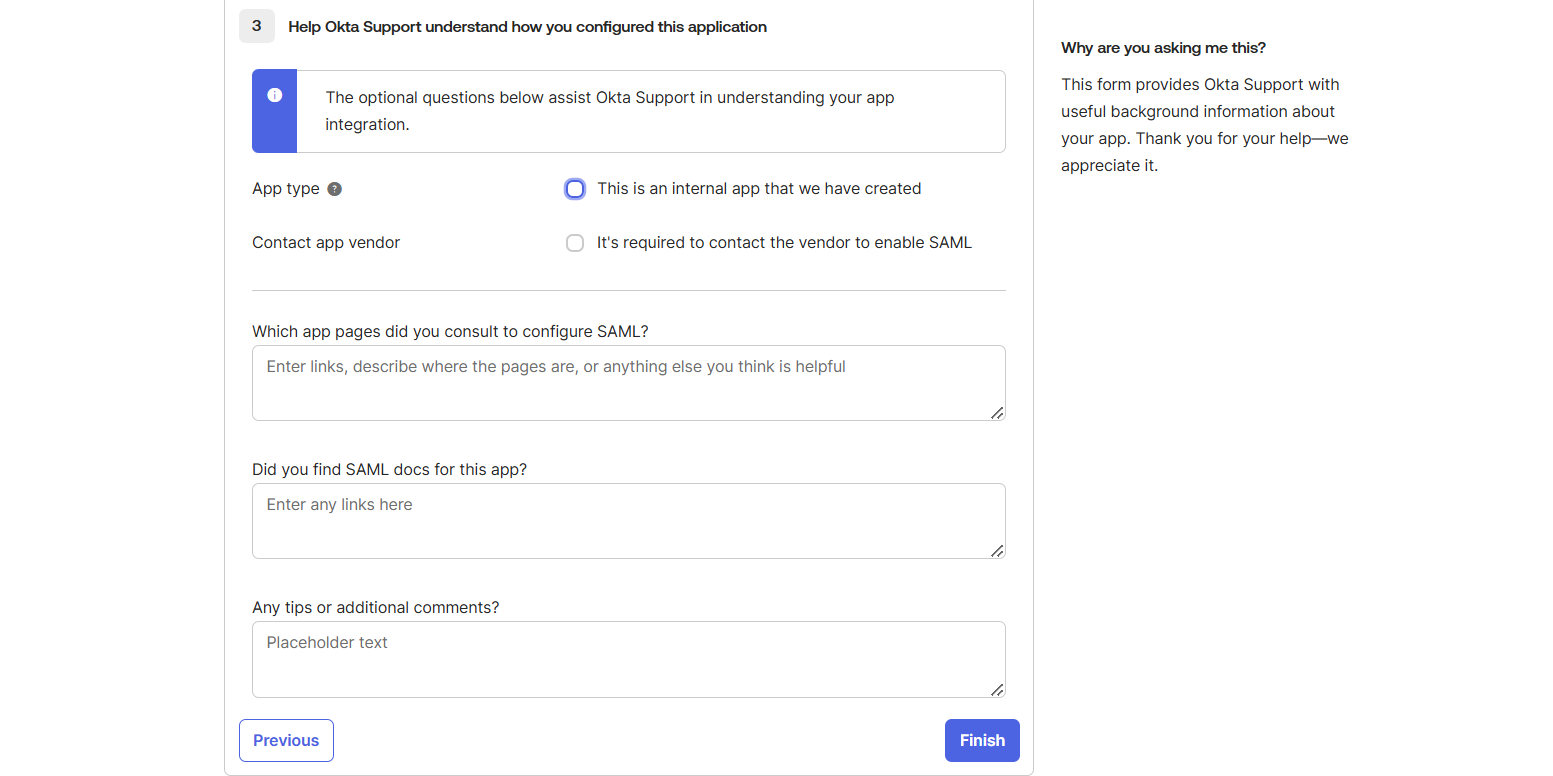 3 Help Okta Support understand how you configured this application
The optional questions below assist Okta Support in understanding your app
integration.
App type ? This is an internal app that we have created
Contact app vendor It's required to contact the vendor to enable SAML
Which app pages did you consult to configure SAML?
Enter links, describe where the pages are, or anything else you think is helpful
Did you find SAML docs for this app?
Enter any links here
Any tips or additional comments?
Placeholder text
Previous Finish
Why are you asking me this?
This form provides Okta Support with
useful background information about
your app. Thank you for your help—we
appreciate it.